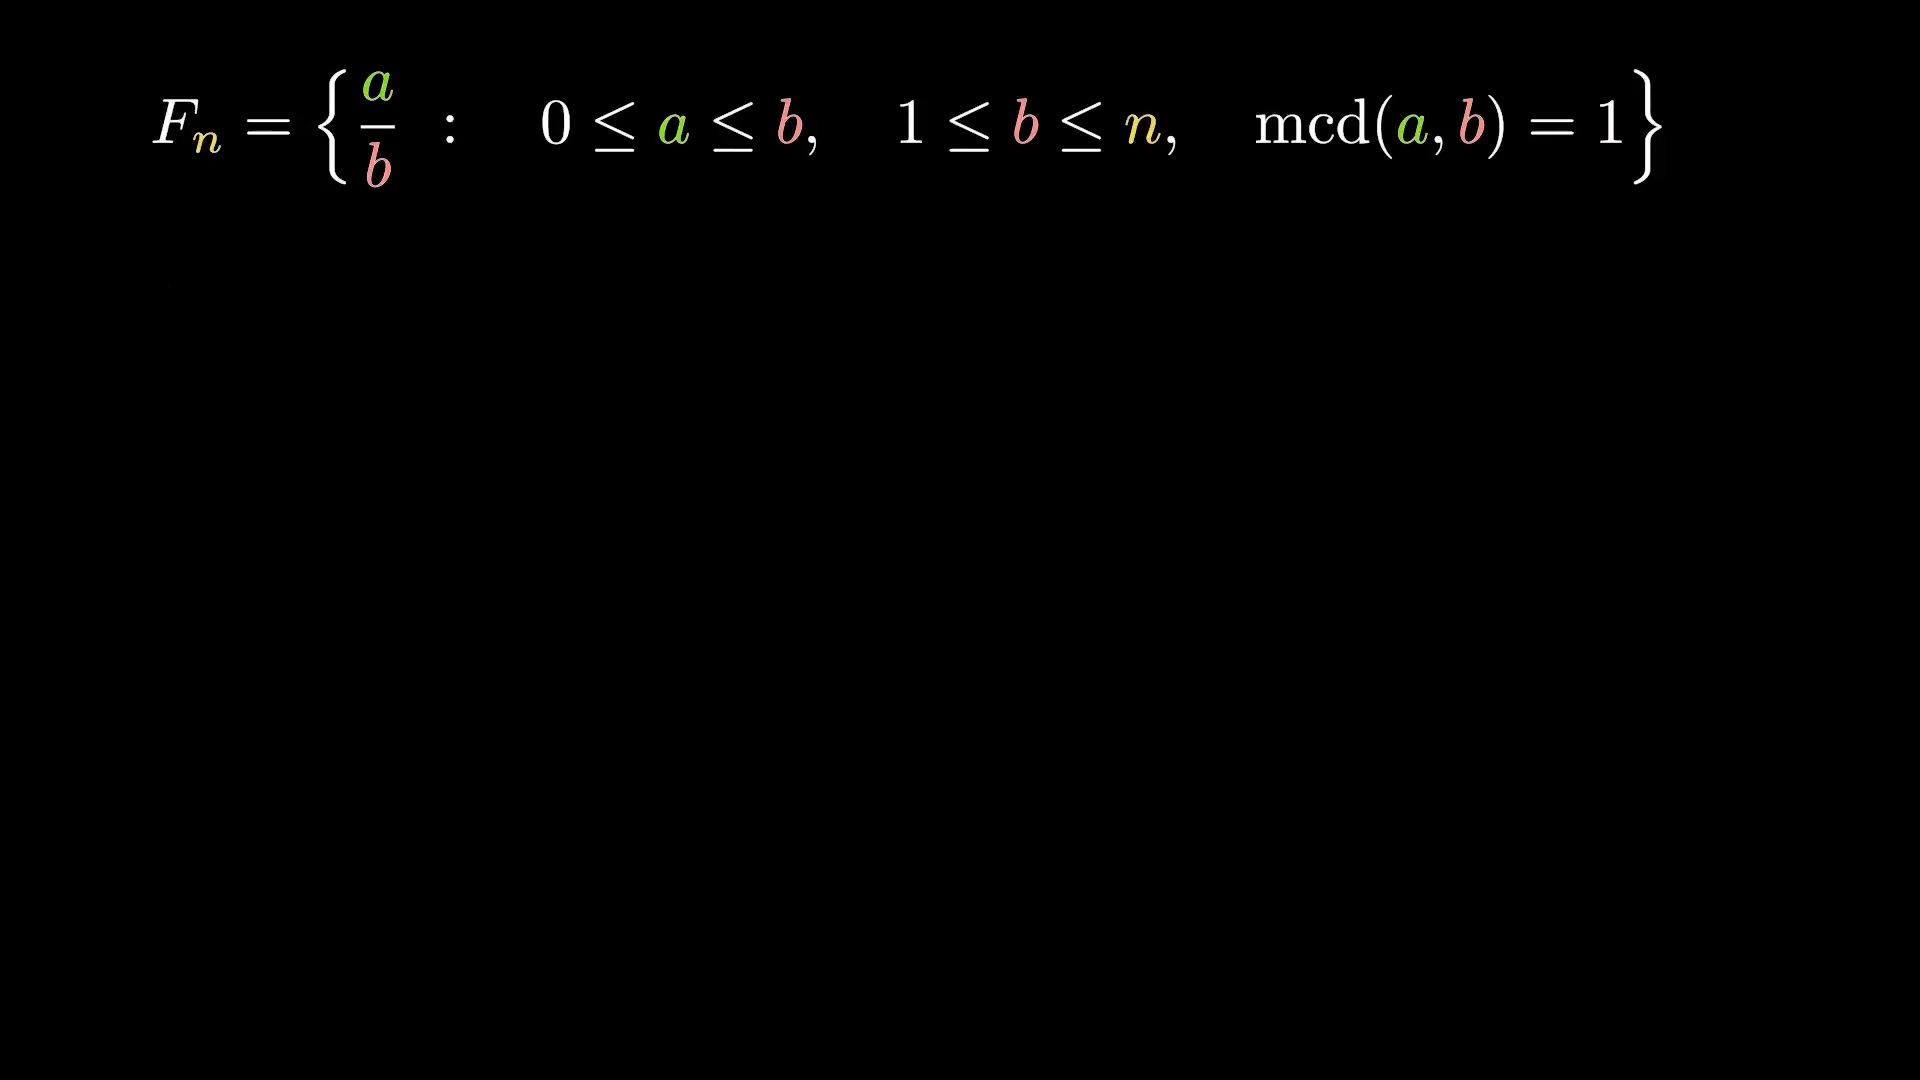 F_n = { a/b : 0 ≤ a ≤ b, 1 ≤ b ≤ n, mcd(a, b) = 1 }